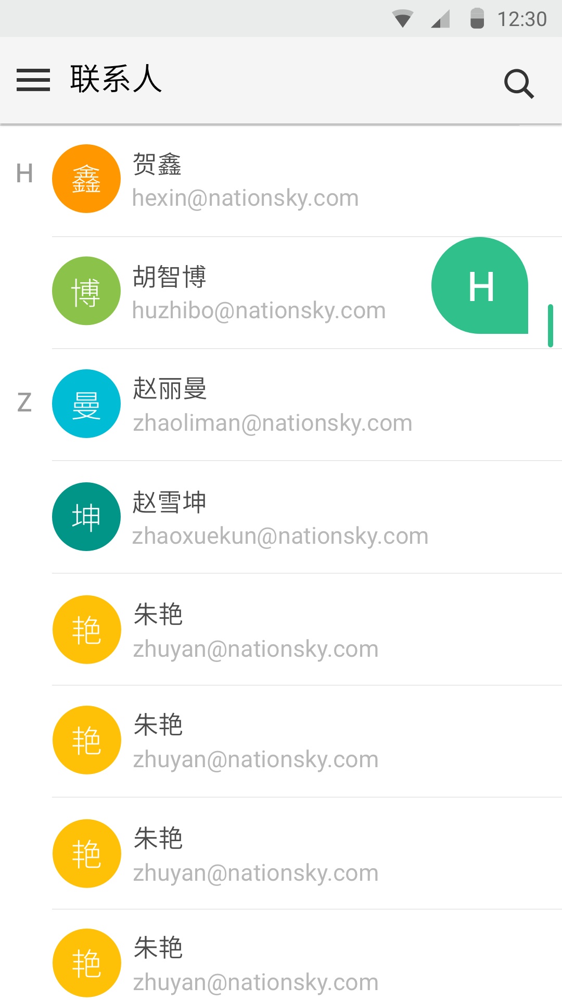 12:30
联系人
H
鑫
贺鑫
hexin@nationsky.com
博
胡智博
huzhibo@nationsky.com
H
Z
曼
赵丽曼
zhaoliman@nationsky.com
坤
赵雪坤
zhaoxuekun@nationsky.com
艳
朱艳
zhuyan@nationsky.com
艳
朱艳
zhuyan@nationsky.com
艳
朱艳
zhuyan@nationsky.com
艳
朱艳
zhuyan@nationsky.com